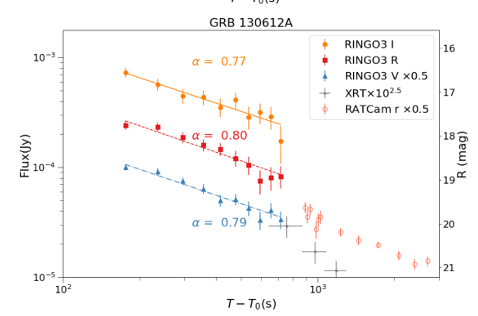 GRB 130612A
RINGO3 I
RINGO3 R
RINGO3 V ×0.5
XRT×10^2.5
RATCam r ×0.5
α = 0.77
α = 0.80
α = 0.79
Flux(Jy)
10^-3
10^-4
10^-5
R (mag)
16
17
18
19
20
21
10^2
10^3
T − T₀(s)